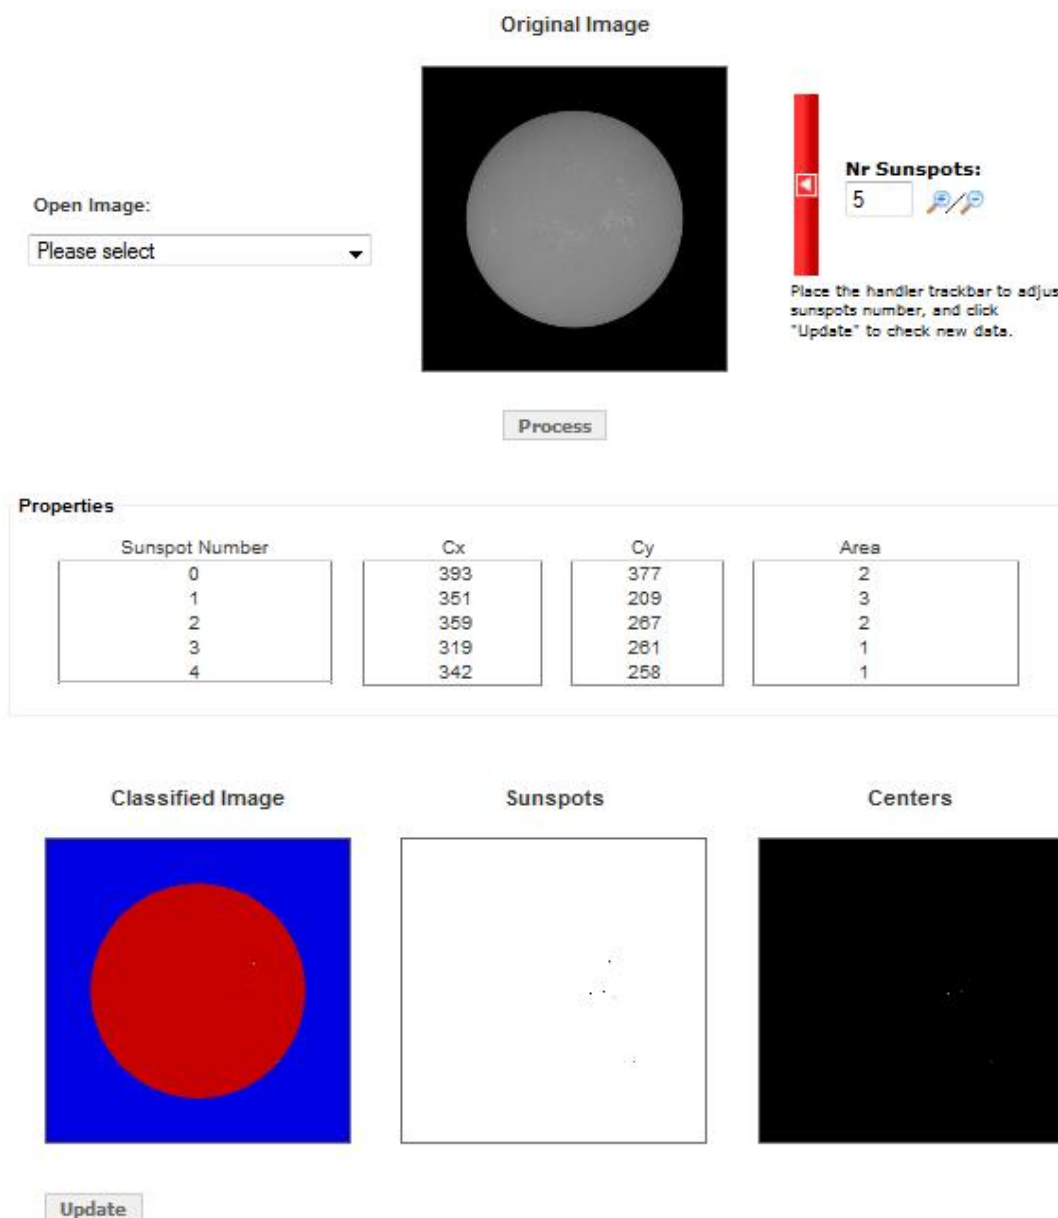 Original Image
Open Image:
Please select
Nr Sunspots:
5
Place the handler trackbar to adjus
sunspots number, and click
"Update" to check new data.
Process
Properties
Sunspot Number Cx Cy Area
0 393 377 2
1 351 209 3
2 359 267 2
3 319 261 1
4 342 258 1
Classified Image Sunspots Centers
Update